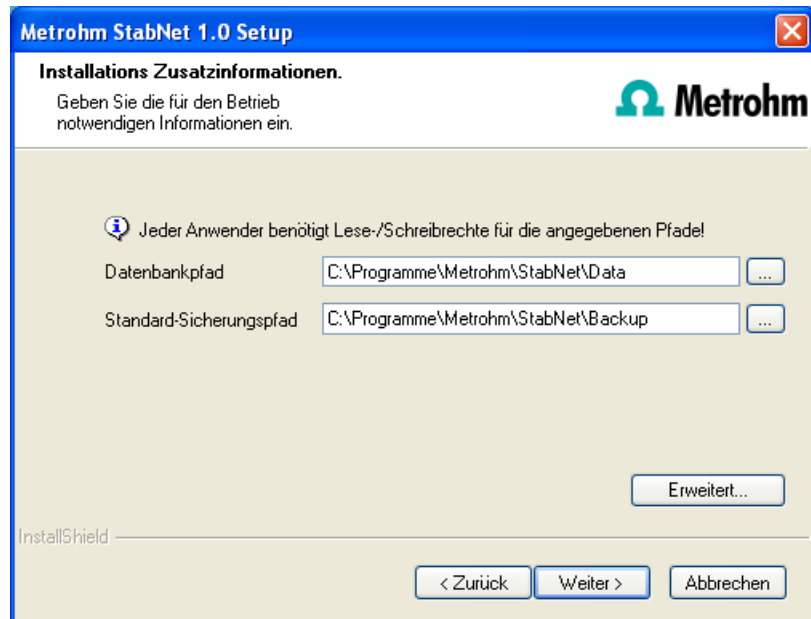 Metrohm StabNet 1.0 Setup
Installations Zusatzinformationen.
Geben Sie die für den Betrieb
notwendigen Informationen ein.
Metrohm
Jeder Anwender benötigt Lese-/Schreibrechte für die angegebenen Pfade!
Datenbankpfad C:\Programme\Metrohm\StabNet\Data ...
Standard-Sicherungspfad C:\Programme\Metrohm\StabNet\Backup ...
Erweitert...
InstallShield
< Zurück Weiter > Abbrechen